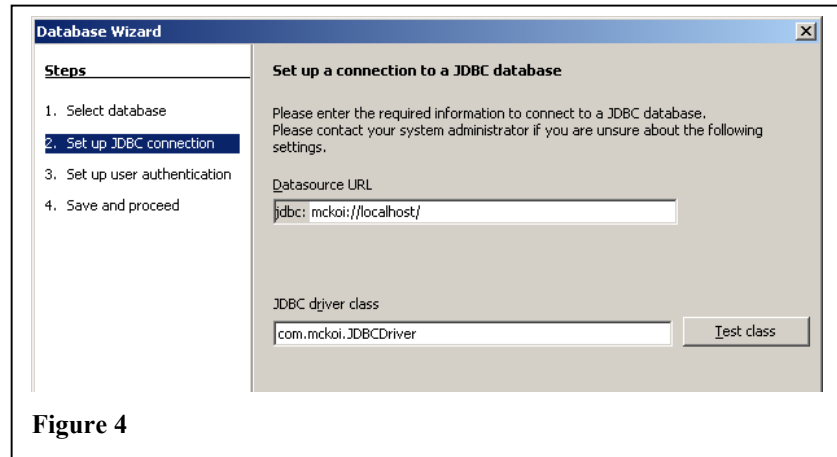 Database Wizard
Steps
1. Select database
2. Set up JDBC connection
3. Set up user authentication
4. Save and proceed
Set up a connection to a JDBC database
Please enter the required information to connect to a JDBC database.
Please contact your system administrator if you are unsure about the following
settings.
Datasource URL
jdbc: mckoi://localhost/
JDBC driver class
com.mckoi.JDBCDriver
Test class
Figure 4